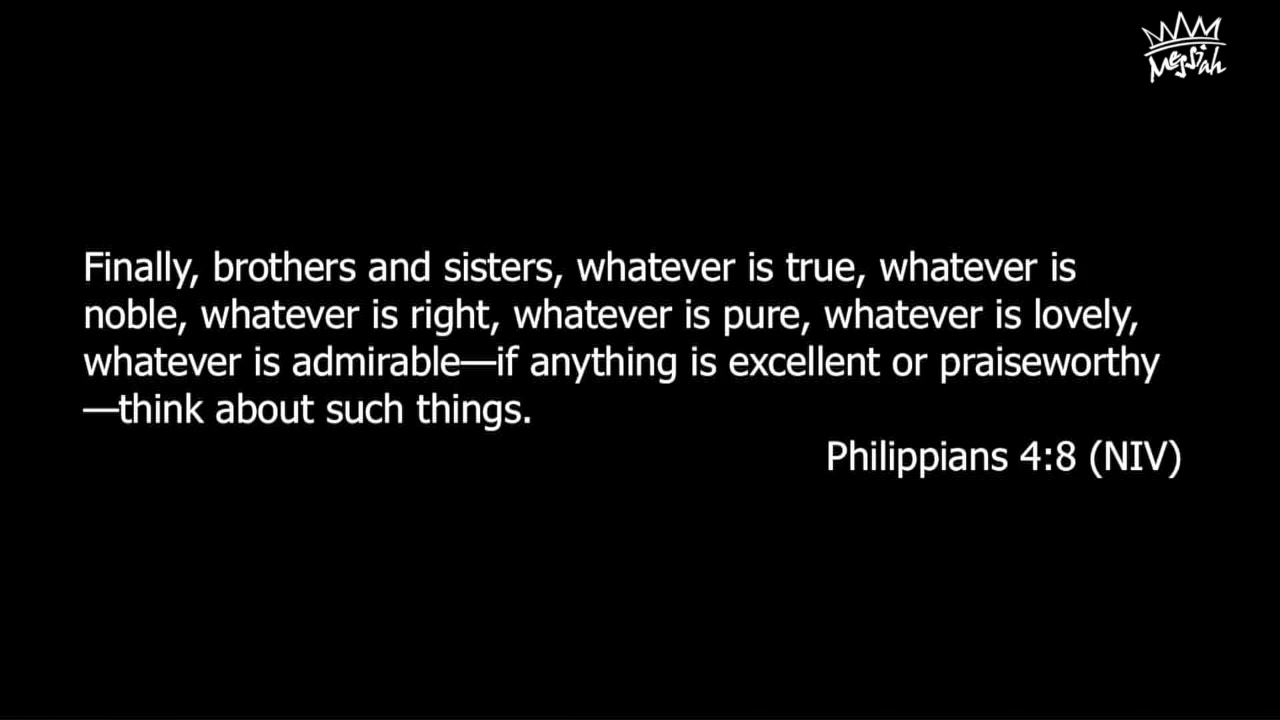 Messiah
Finally, brothers and sisters, whatever is true, whatever is
noble, whatever is right, whatever is pure, whatever is lovely,
whatever is admirable—if anything is excellent or praiseworthy
—think about such things.
Philippians 4:8 (NIV)